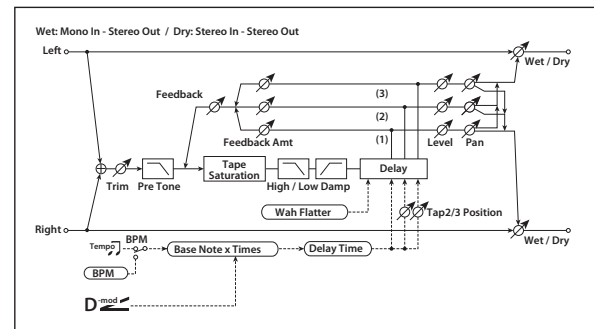 Wet: Mono In - Stereo Out / Dry: Stereo In - Stereo Out
Left
Wet / Dry
Feedback
(3)
(2)
(1)
Feedback Amt
Level
Pan
Trim
Pre Tone
Tape
Saturation
High / Low Damp
Delay
Wah Flatter
Tap2/3 Position
Right
Wet / Dry
Tempo
BPM
Base Note x Times
Delay Time
BPM
D-mod